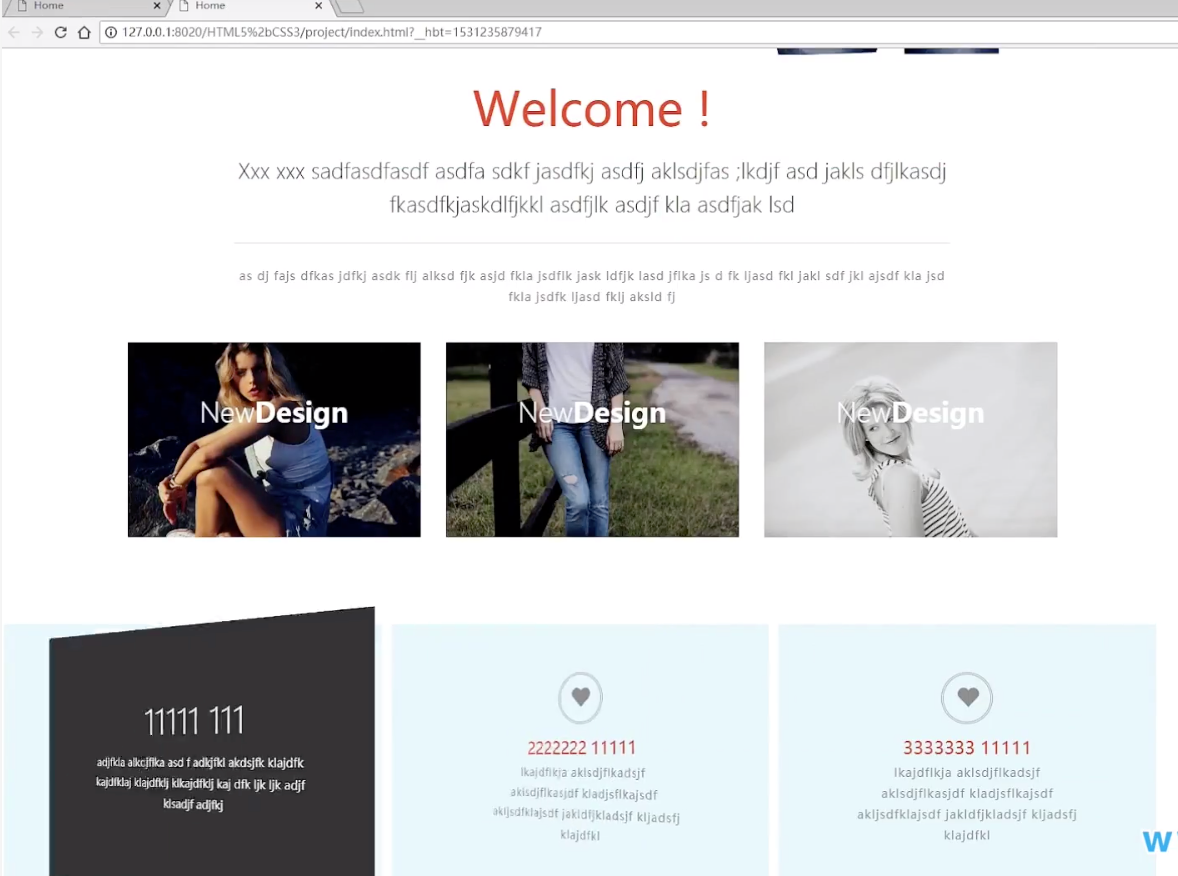 Home
Home
127.0.0.1:8020/HTML5%2bCSS3/project/index.html?__hbt=1531235879417
Welcome !
Xxx xxx sadfasdfasdf asdfa sdkf jasdfkj asdfj aklsdjfas ;lkdjf asd jakls dfjlkasdj
fkasdfkjaskdlfjkkl asdfjlk asdjf kla asdfjak lsd
as dj fajs dfkas jdfkj asdk flj alksd fjk asjd fkla jsdflk jask ldfjk lasd jflka js d fk ljasd fkl jakl sdf jkl ajsdf kla jsd
fkla jsdfk ljasd fklj aksld fj
NewDesign
NewDesign
NewDesign
11111 111
adjfkla alkcjflka asd f adkjfkl akdsjfk klajdfk
kajdfklaj klajdfklj klkajdfklj kaj dfk ljk ljk adjf
klsadjf adjfkj
2222222 11111
lkajdflkja aklsdjflkadsjf
aklsdjflkasjdf kladjsflkajsdf
akljsdfklajsdf jakldfjkladsjf kljadsfj
klajdfkl
3333333 11111
lkajdflkja aklsdjflkadsjf
aklsdjflkasjdf kladjsflkajsdf
akljsdfklajsdf jakldfjkladsjf kljadsfj
klajdfkl